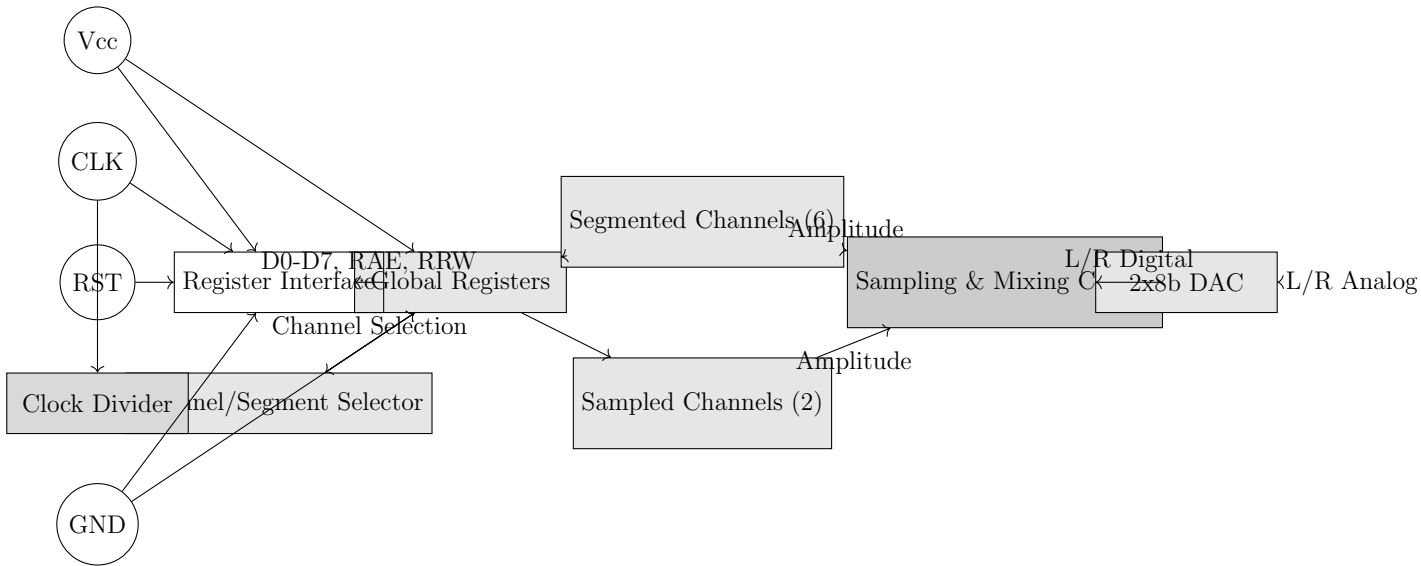 Vcc
CLK
Segmented Channels (6)
Amplitude
D0-D7, RAE, RRW
L/R Digital
RST
Register Interface
Global Registers
Sampling & Mixing C
2x8b DAC
L/R Analog
Channel Selection
Amplitude
Clock Divider
nel/Segment Selector
Sampled Channels (2)
GND